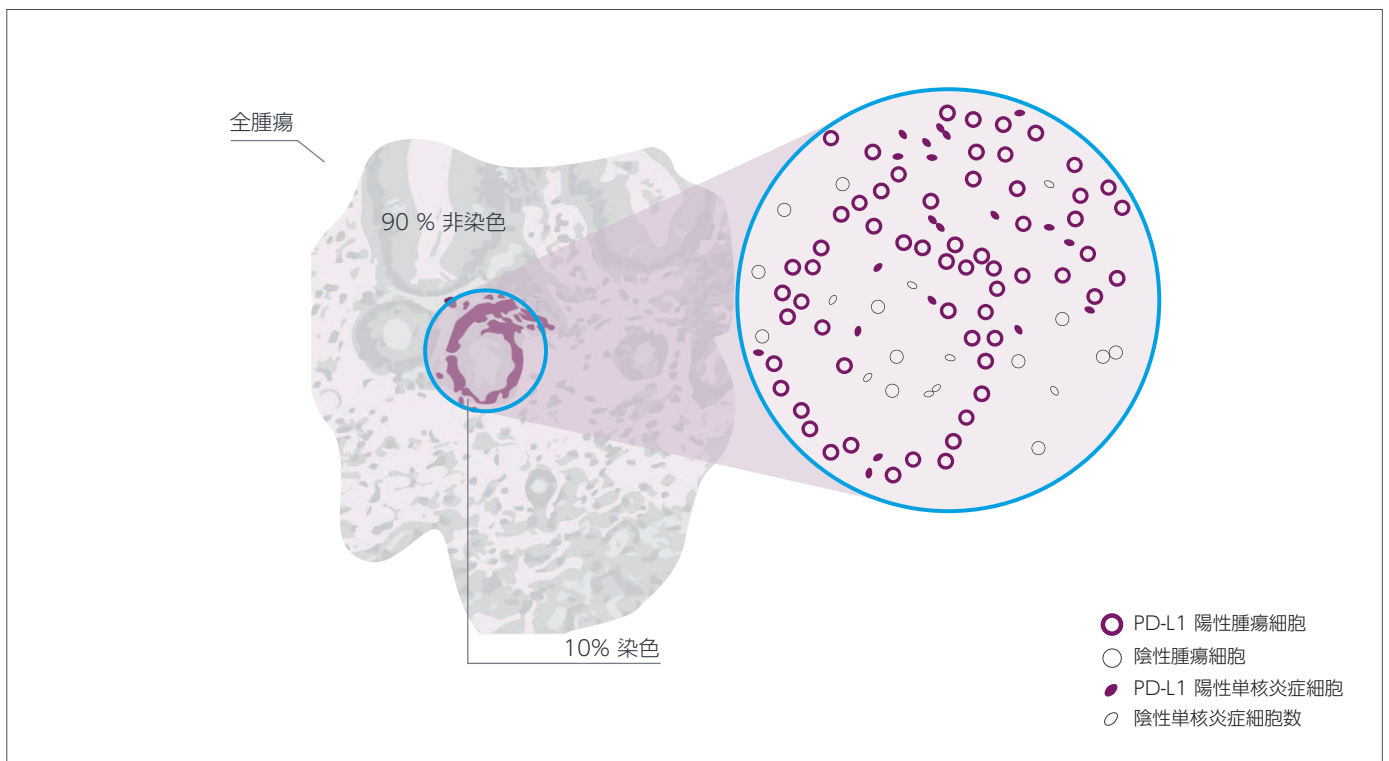 全腫瘍
90 % 非染色
10% 染色
PD-L1 陽性腫瘍細胞
陰性腫瘍細胞
PD-L1 陽性単核炎症細胞
陰性単核炎症細胞数